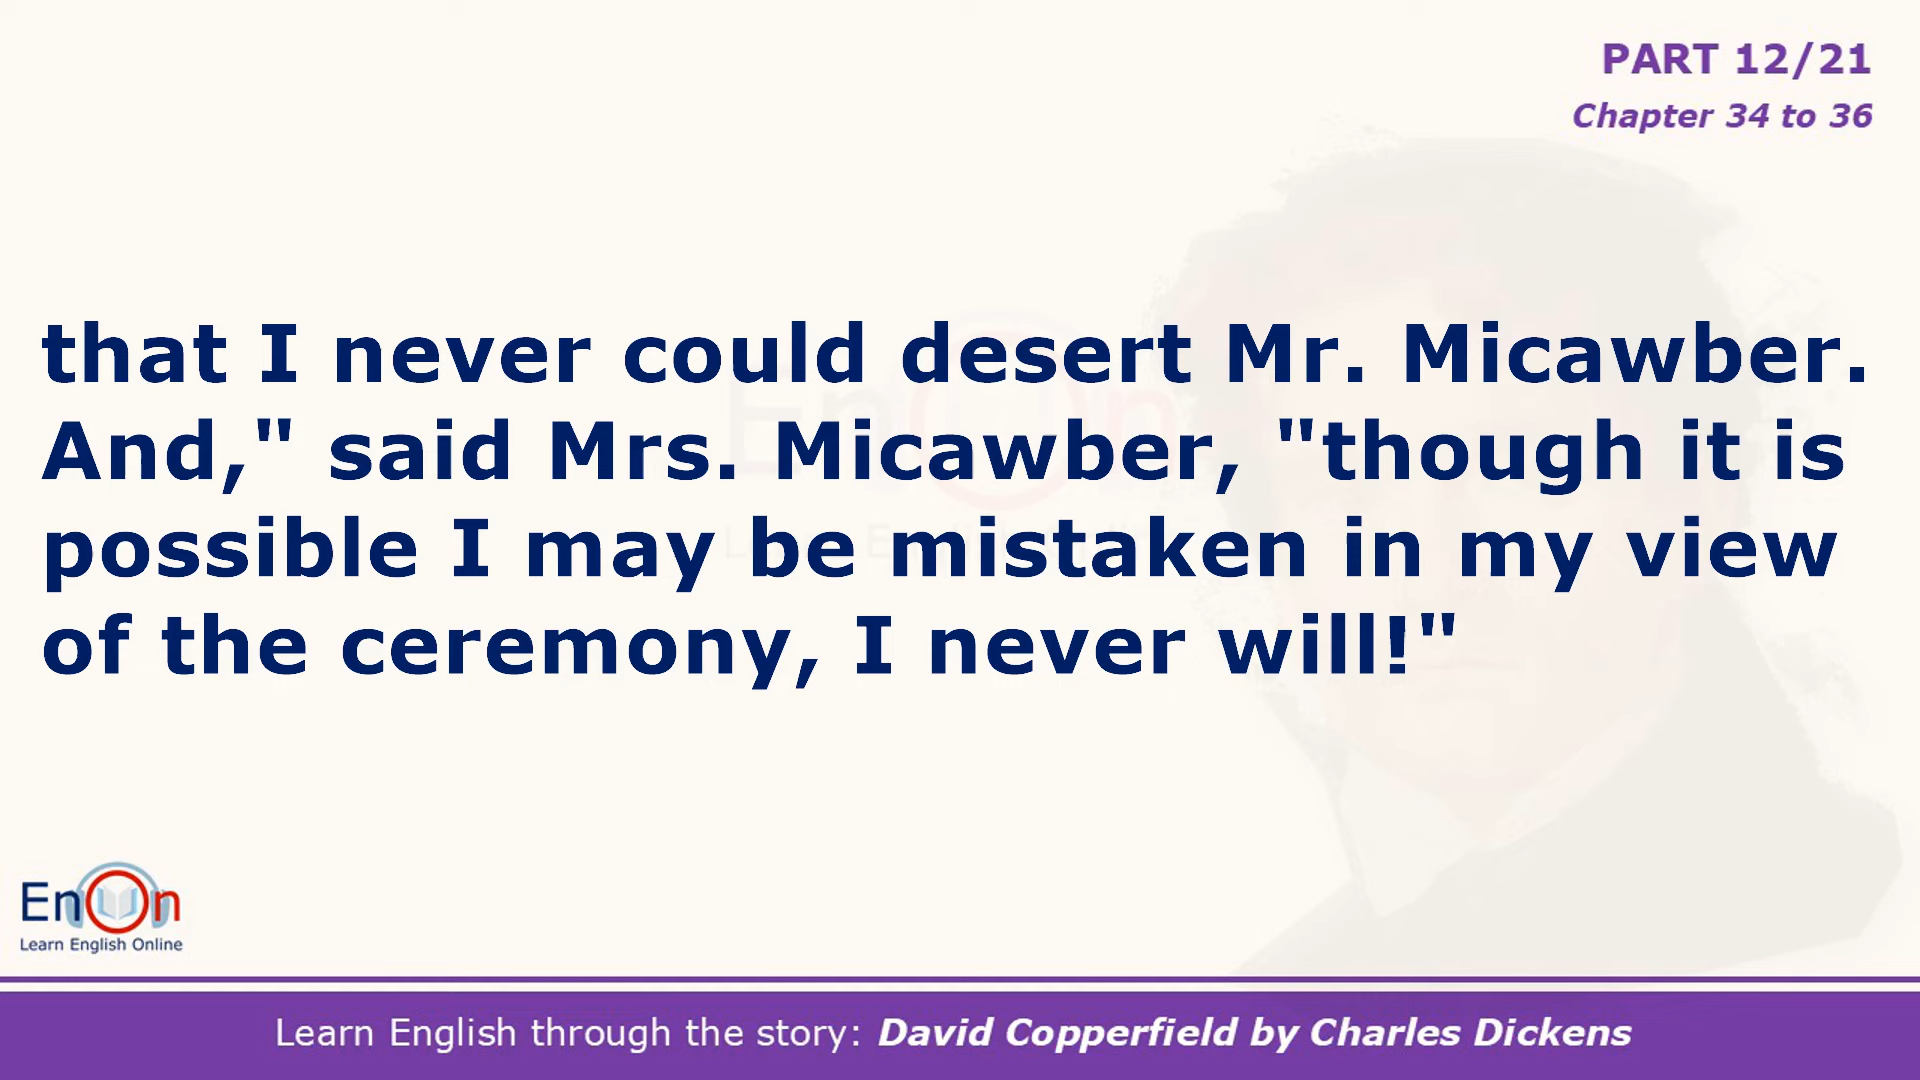 PART 12/21
Chapter 34 to 36
that I never could desert Mr. Micawber.
And," said Mrs. Micawber, "though it is
possible I may be mistaken in my view
of the ceremony, I never will!"
EnOn
Learn English Online
Learn English through the story: David Copperfield by Charles Dickens